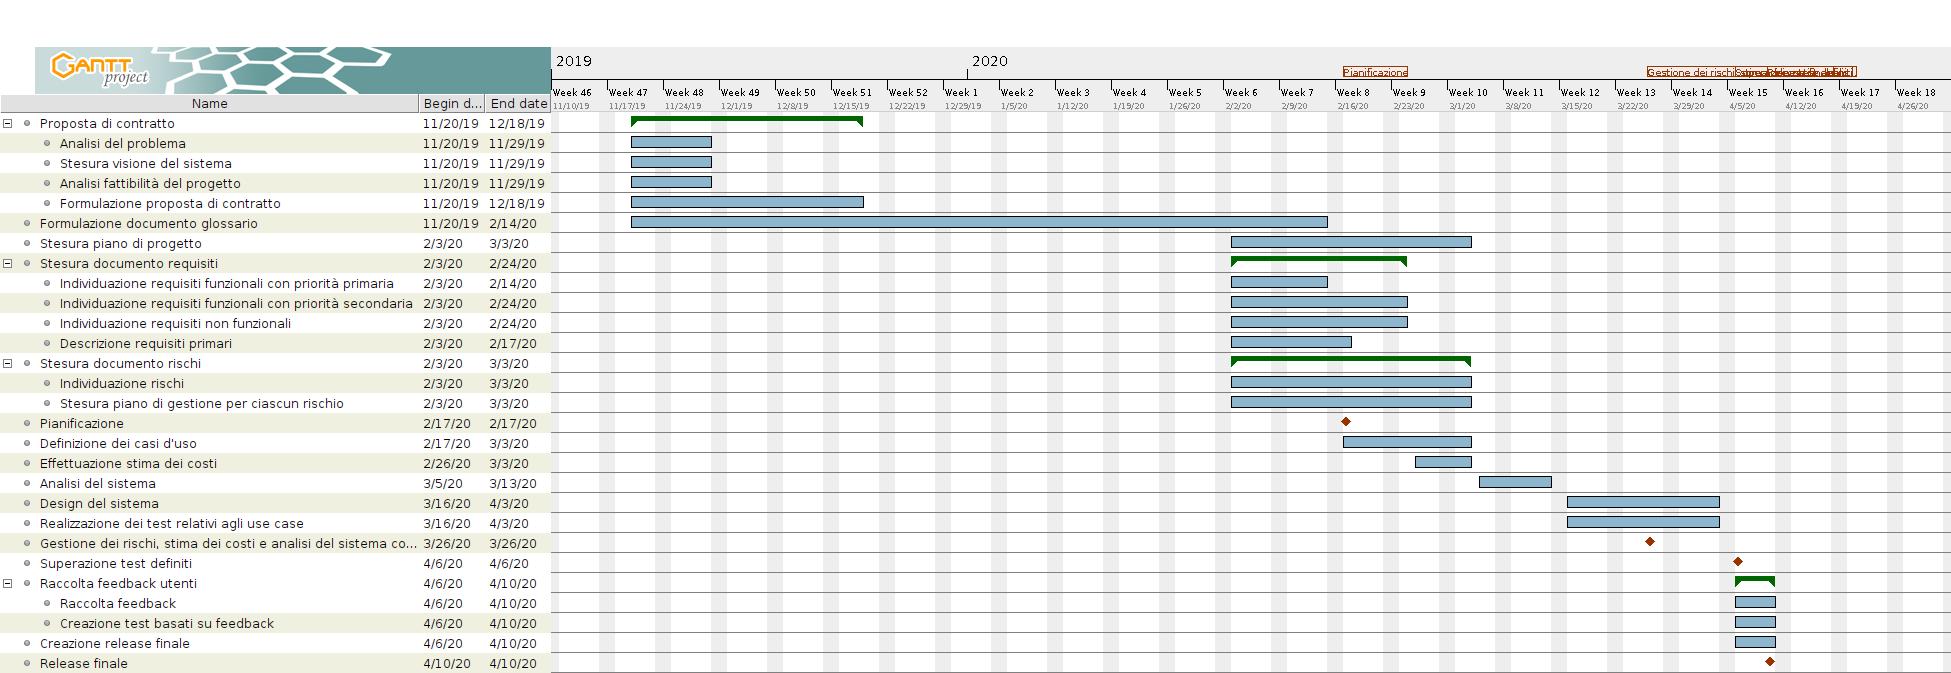 GANTT project
2019 2020
Pianificazione Gestione dei rischi
Week 46 Week 47 Week 48 Week 49 Week 50 Week 51 Week 52 Week 1 Week 2 Week 3 Week 4 Week 5 Week 6 Week 7 Week 8 Week 9 Week 10 Week 11 Week 12 Week 13 Week 14 Week 15 Week 16 Week 17 Week 18
Name Begin d... End date 11/10/19 11/17/19 11/24/19 12/1/19 12/8/19 12/15/19 12/22/19 12/29/19 1/5/20 1/12/20 1/19/20 1/26/20 2/2/20 2/9/20 2/16/20 2/23/20 3/1/20 3/8/20 3/15/20 3/22/20 3/29/20 4/5/20 4/12/20 4/19/20 4/26/20
Proposta di contratto 11/20/19 12/18/19
Analisi del problema 11/20/19 11/29/19
Stesura visione del sistema 11/20/19 11/29/19
Analisi fattibilità del progetto 11/20/19 11/29/19
Formulazione proposta di contratto 11/20/19 12/18/19
Formulazione documento glossario 11/20/19 2/14/20
Stesura piano di progetto 2/3/20 3/3/20
Stesura documento requisiti 2/3/20 2/24/20
Individuazione requisiti funzionali con priorità primaria 2/3/20 2/14/20
Individuazione requisiti funzionali con priorità secondaria 2/3/20 2/24/20
Individuazione requisiti non funzionali 2/3/20 2/24/20
Descrizione requisiti primari 2/3/20 2/17/20
Stesura documento rischi 2/3/20 3/3/20
Individuazione rischi 2/3/20 3/3/20
Stesura piano di gestione per ciascun rischio 2/3/20 3/3/20
Pianificazione 2/17/20 2/17/20
Definizione dei casi d'uso 2/17/20 3/3/20
Effettuazione stima dei costi 2/26/20 3/3/20
Analisi del sistema 3/5/20 3/13/20
Design del sistema 3/16/20 4/3/20
Realizzazione dei test relativi agli use case 3/16/20 4/3/20
Gestione dei rischi, stima dei costi e analisi del sistema co... 3/26/20 3/26/20
Superazione test definiti 4/6/20 4/6/20
Raccolta feedback utenti 4/6/20 4/10/20
Raccolta feedback 4/6/20 4/10/20
Creazione test basati su feedback 4/6/20 4/10/20
Creazione release finale 4/6/20 4/10/20
Release finale 4/10/20 4/10/20